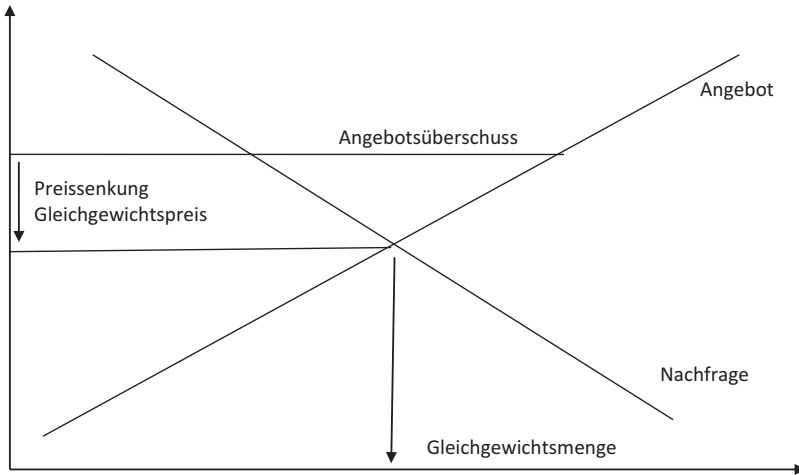 Angebot
Angebotsüberschuss
Preissenkung
Gleichgewichtspreis
Nachfrage
Gleichgewichtsmenge